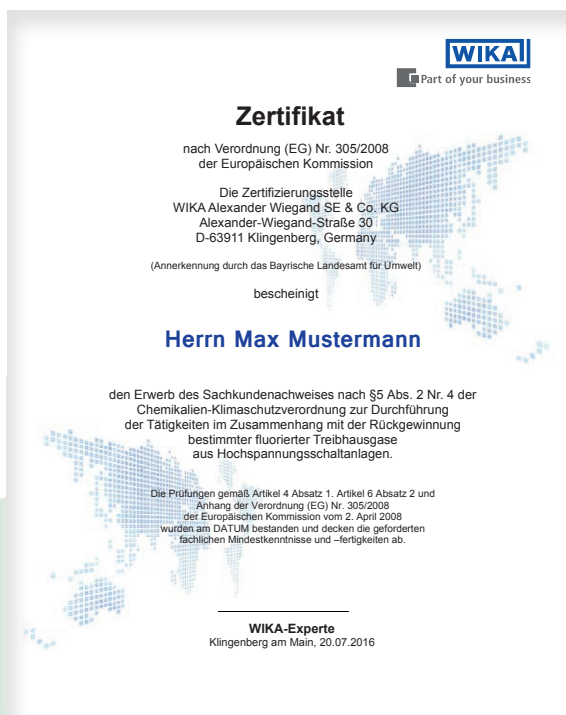 WIKA
Part of your business
Zertifikat
nach Verordnung (EG) Nr. 305/2008
der Europäischen Kommission
Die Zertifizierungsstelle
WIKA Alexander Wiegand SE & Co. KG
Alexander-Wiegand-Straße 30
D-63911 Klingenberg, Germany
(Annerkennung durch das Bayrische Landesamt für Umwelt)
bescheinigt
Herrn Max Mustermann
den Erwerb des Sachkundenachweises nach §5 Abs. 2 Nr. 4 der
Chemikalien-Klimaschutzverordnung zur Durchführung
der Tätigkeiten im Zusammenhang mit der Rückgewinnung
bestimmter fluorierter Treibhausgase
aus Hochspannungsschaltanlagen.
Die Prüfungen gemäß Artikel 4 Absatz 1. Artikel 6 Absatz 2 und
Anhang der Verordnung (EG) Nr. 305/2008
der Europäischen Kommission vom 2. April 2008
wurden am DATUM bestanden und decken die geforderten
fachlichen Mindestkenntnisse und –fertigkeiten ab.
WIKA-Experte
Klingenberg am Main, 20.07.2016